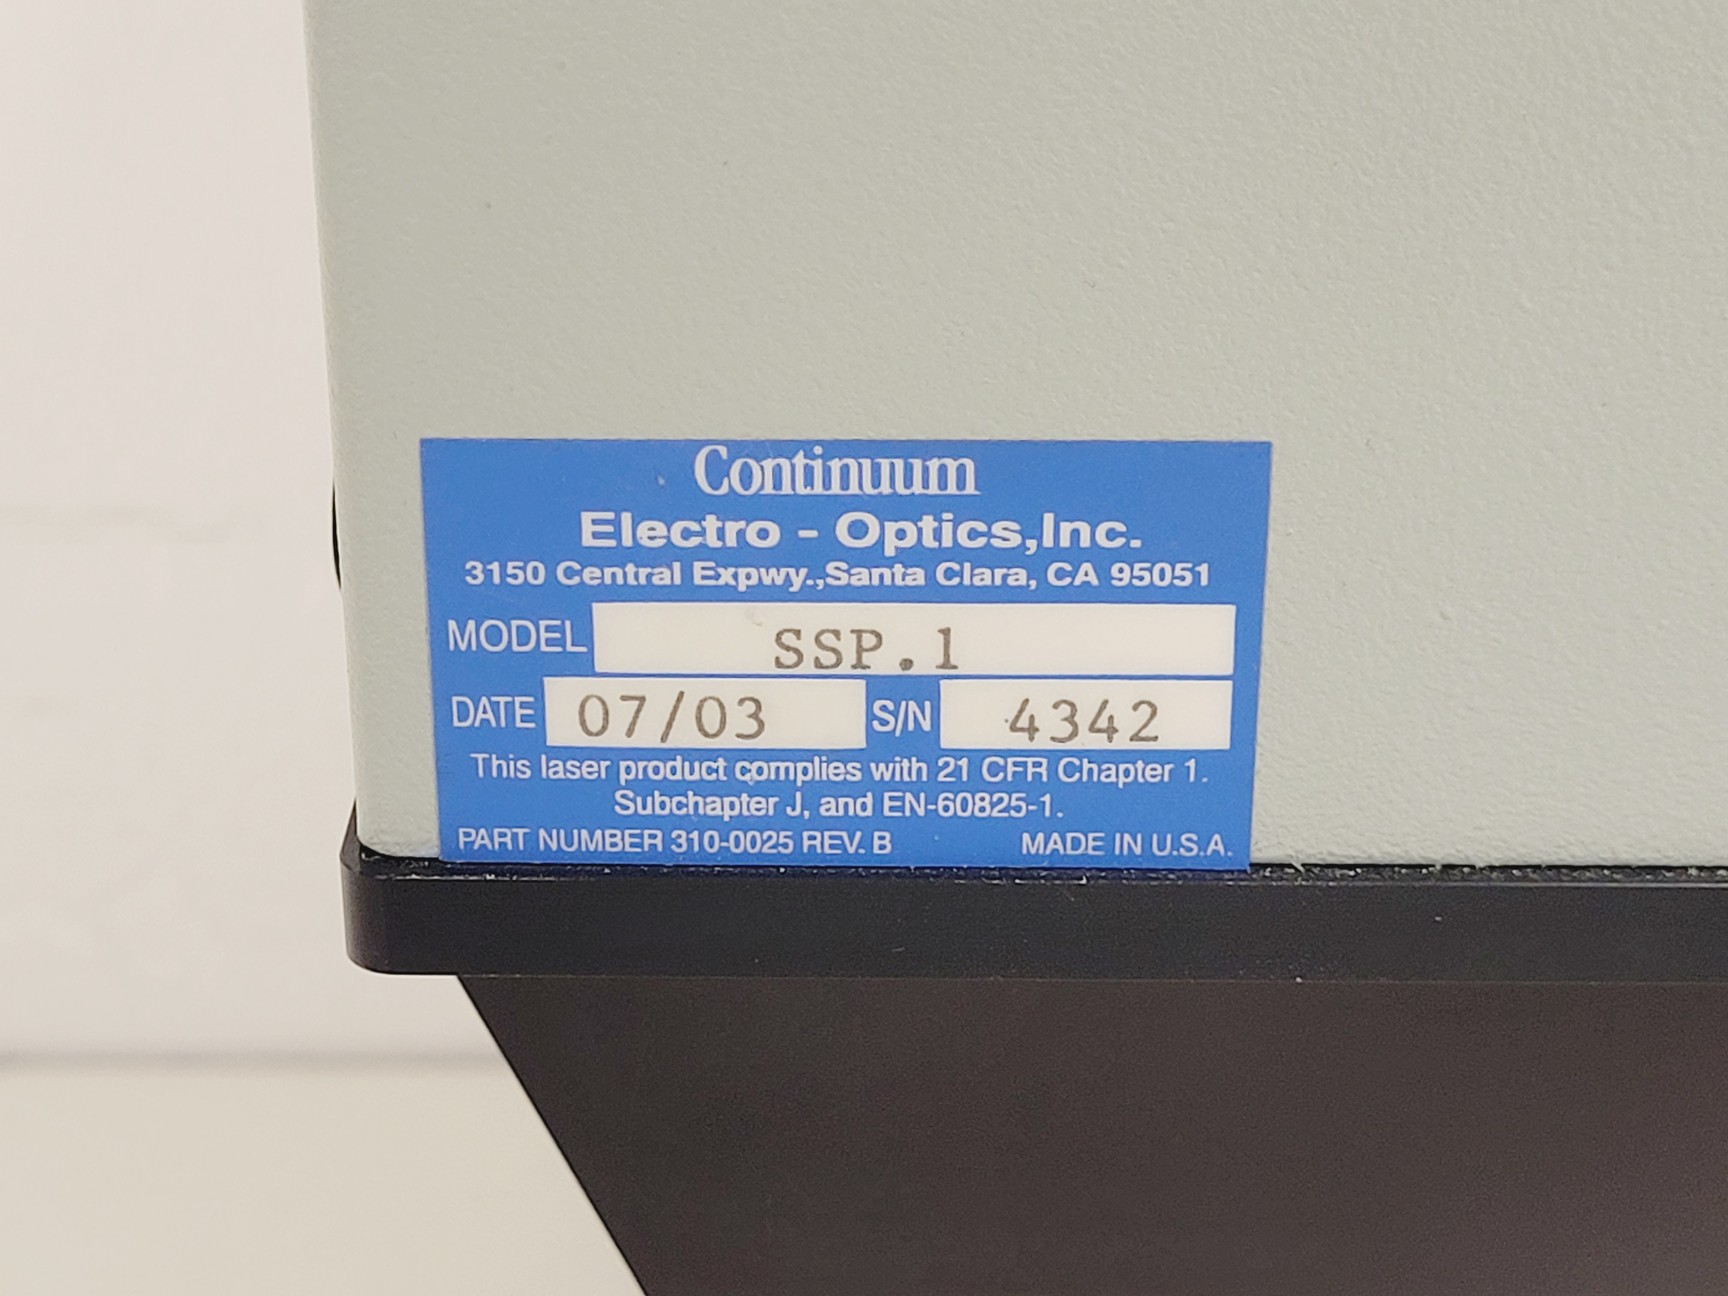 Continuum
Electro - Optics,Inc.
3150 Central Expwy.,Santa Clara, CA 95051
MODEL SSP.1
DATE 07/03 S/N 4342
This laser product complies with 21 CFR Chapter 1.
Subchapter J, and EN-60825-1.
PART NUMBER 310-0025 REV. B MADE IN U.S.A.